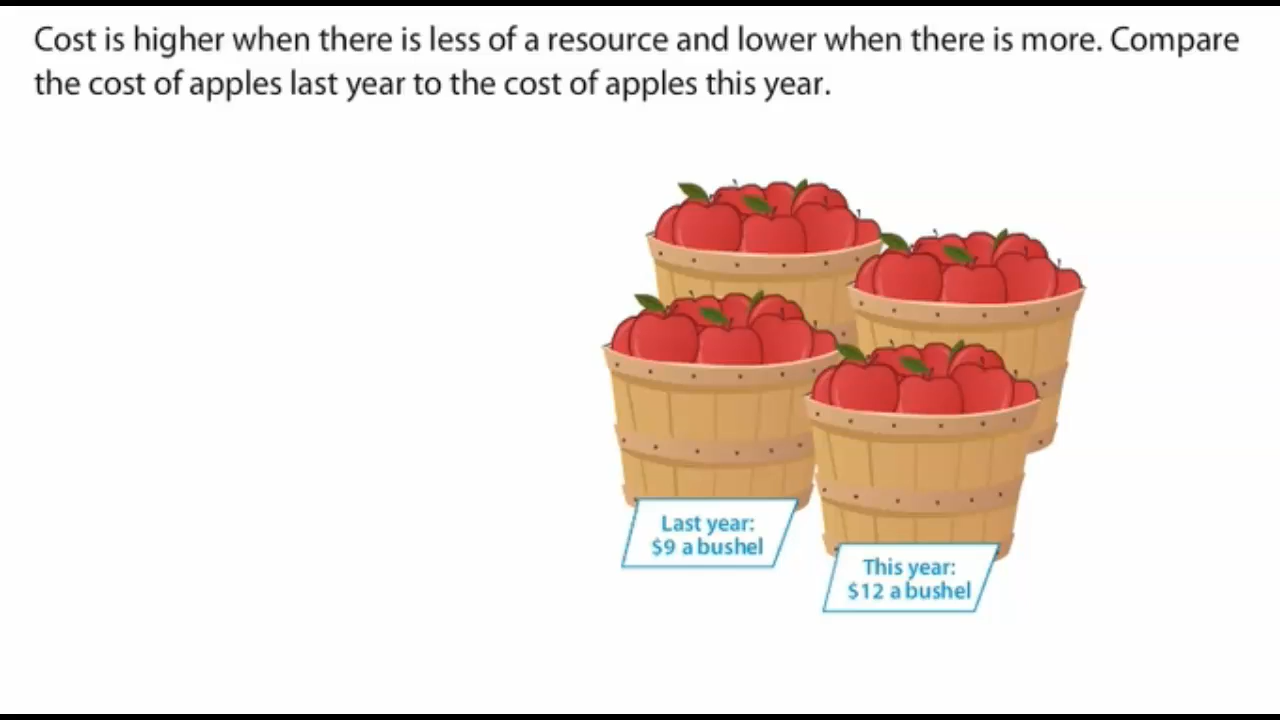 Cost is higher when there is less of a resource and lower when there is more. Compare
the cost of apples last year to the cost of apples this year.
Last year:
$9 a bushel
This year:
$12 a bushel